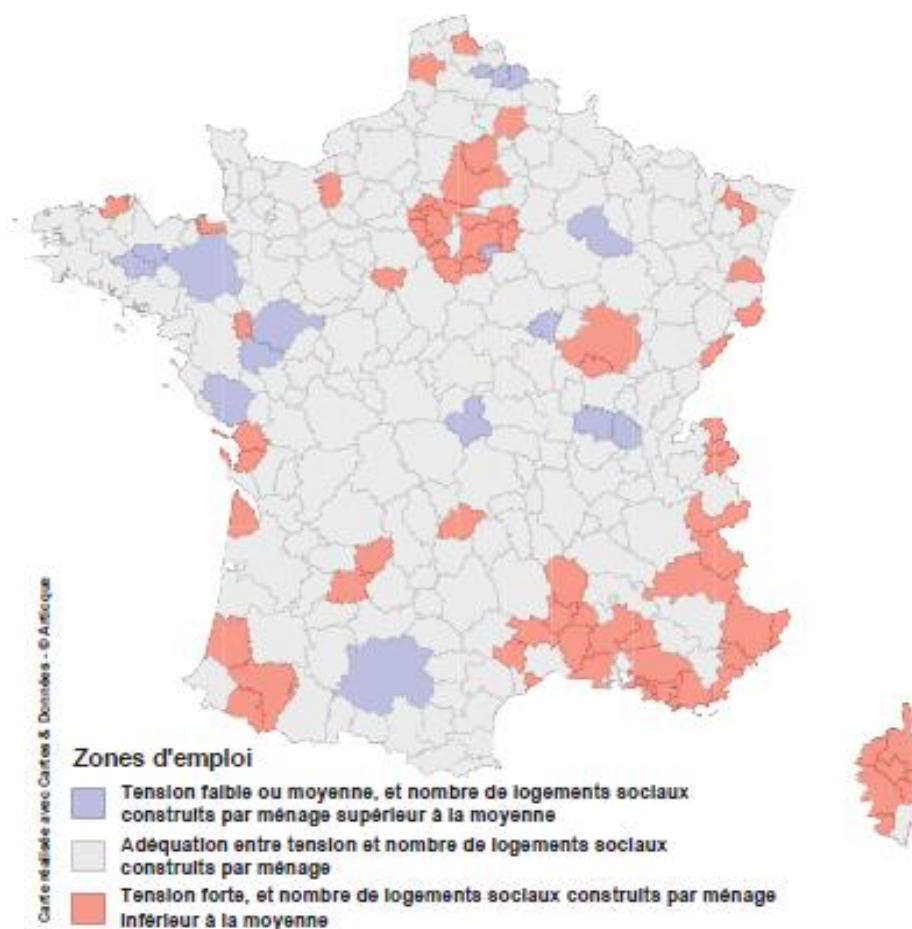 Carte réalisée avec Cartes & Données - © Articque
Zones d'emploi
Tension faible ou moyenne, et nombre de logements sociaux
construits par ménage supérieur à la moyenne
Adéquation entre tension et nombre de logements sociaux
construits par ménage
Tension forte, et nombre de logements sociaux construits par ménage
inférieur à la moyenne